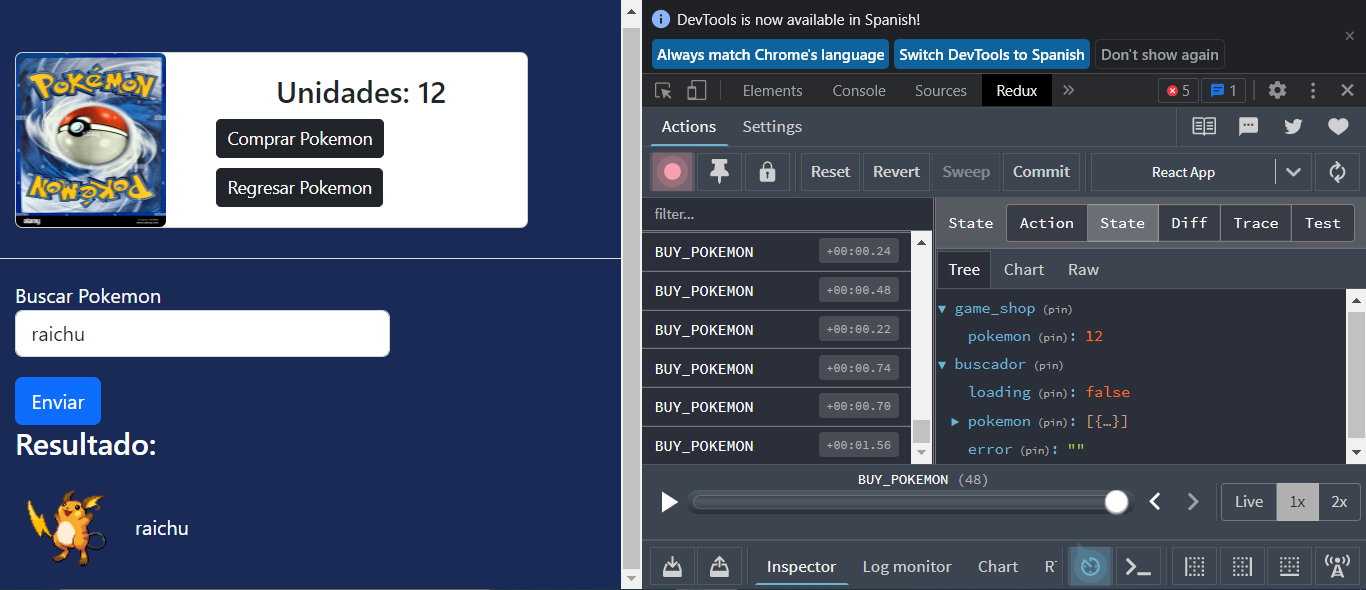 POKéMON
POKéMON
alamy
Unidades: 12
Comprar Pokemon
Regresar Pokemon
Buscar Pokemon
raichu
Enviar
Resultado:
raichu
DevTools is now available in Spanish!
Always match Chrome's language Switch DevTools to Spanish Don't show again
Elements Console Sources Redux 5 1
Actions Settings
Reset Revert Sweep Commit React App
filter...
BUY_POKEMON +00:00.24
BUY_POKEMON +00:00.48
BUY_POKEMON +00:00.22
BUY_POKEMON +00:00.74
BUY_POKEMON +00:00.70
BUY_POKEMON +00:01.56
State Action State Diff Trace Test
Tree Chart Raw
game_shop (pin)
pokemon (pin): 12
buscador (pin)
loading (pin): false
pokemon (pin): [{…}]
error (pin): ""
BUY_POKEMON (48)
Live 1x 2x
Inspector Log monitor Chart